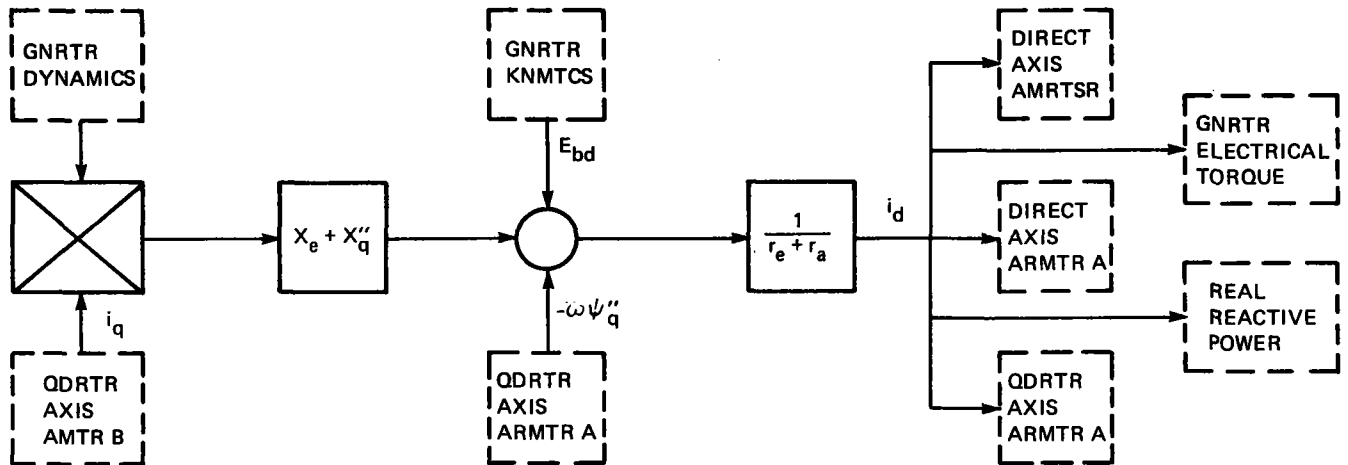 GNRTR
DYNAMICS
GNRTR
KNMTCS
DIRECT
AXIS
AMRTSR
GNRTR
ELECTRICAL
TORQUE
E_bd
X_e + X''_q
1
r_e + r_a
i_d
DIRECT
AXIS
ARMTR A
i_q
-ωψ''_q
REAL
REACTIVE
POWER
QDRTR
AXIS
AMTR B
QDRTR
AXIS
ARMTR A
QDRTR
AXIS
ARMTR A